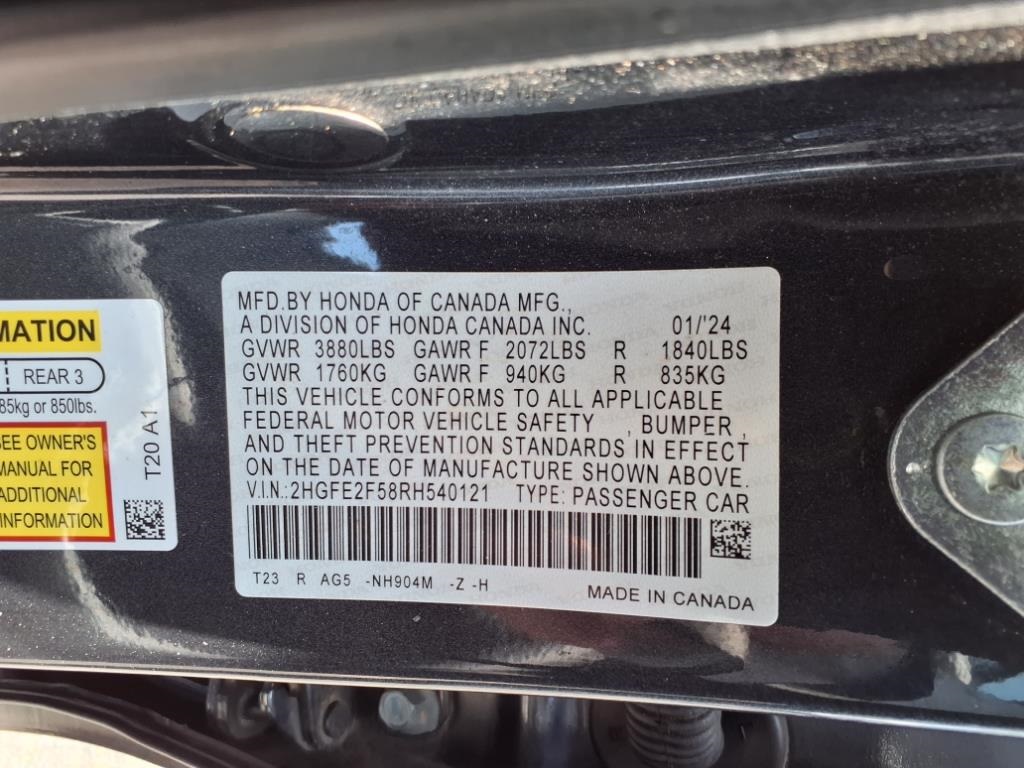 MATION
REAR 3
85kg or 850lbs.
SEE OWNER'S
MANUAL FOR
ADDITIONAL
INFORMATION
T20 A1
MFD.BY HONDA OF CANADA MFG.,
A DIVISION OF HONDA CANADA INC. 01/'24
GVWR 3880LBS GAWR F 2072LBS R 1840LBS
GVWR 1760KG GAWR F 940KG R 835KG
THIS VEHICLE CONFORMS TO ALL APPLICABLE
FEDERAL MOTOR VEHICLE SAFETY , BUMPER ,
AND THEFT PREVENTION STANDARDS IN EFFECT
ON THE DATE OF MANUFACTURE SHOWN ABOVE.
V.I.N.:2HGFE2F58RH540121 TYPE: PASSENGER CAR
T23 R AG5 -NH904M -Z -H
MADE IN CANADA